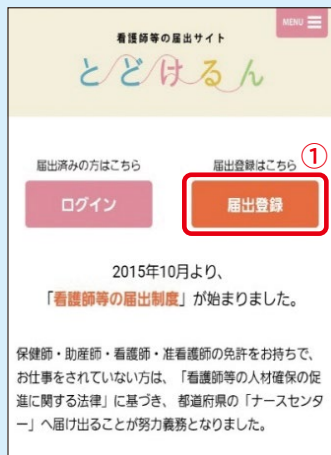 MENU
看護師等の届出サイト
とどけるん
届出済みの方はこちら
届出登録はこちら
①
ログイン
届出登録
2015年10月より、
「看護師等の届出制度」が始まりました。
保健師・助産師・看護師・准看護師の免許をお持ちで、
お仕事をされていない方は、「看護師等の人材確保の促
進に関する法律」に基づき、都道府県の「ナースセンタ
ー」へ届け出ることが努力義務となりました。